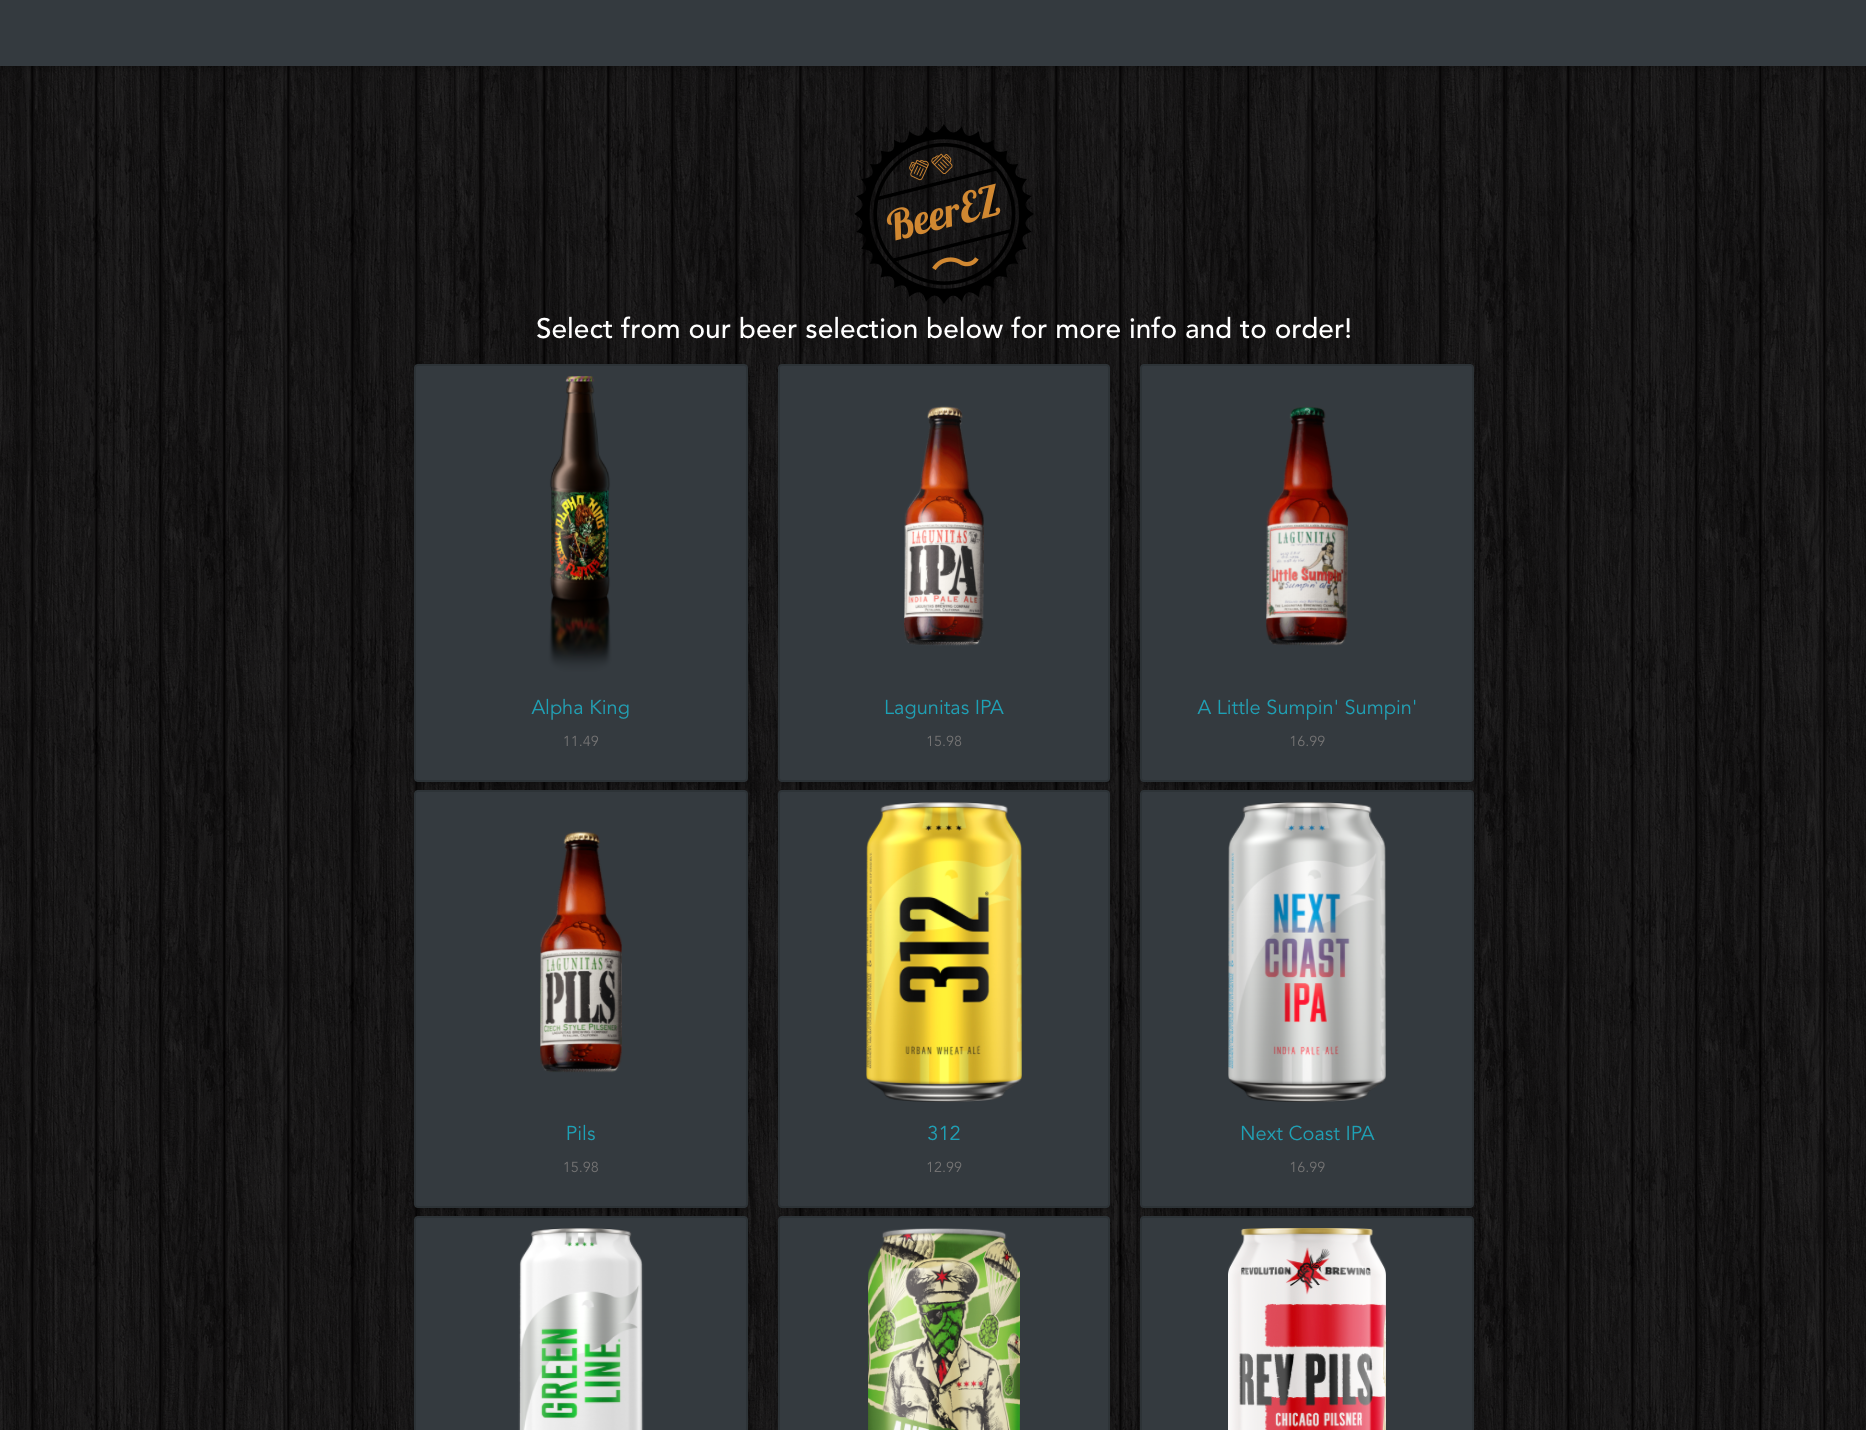 BeerEZ
Select from our beer selection below for more info and to order!
ALPHA KING
LAGUNITAS
IPA
INDIA PALE ALE
LAGUNITAS
Little Sumpin'
Sumpin' Ale
Alpha King
Lagunitas IPA
A Little Sumpin' Sumpin'
11.49
15.98
16.99
LAGUNITAS
PILS
CZECH STYLE PILSENER
312
URBAN WHEAT ALE
NEXT
COAST
IPA
INDIA PALE ALE
Pils
312
Next Coast IPA
15.98
12.99
16.99
GREEN
LINE
REVOLUTION BREWING
REV PILS
CHICAGO PILSNER